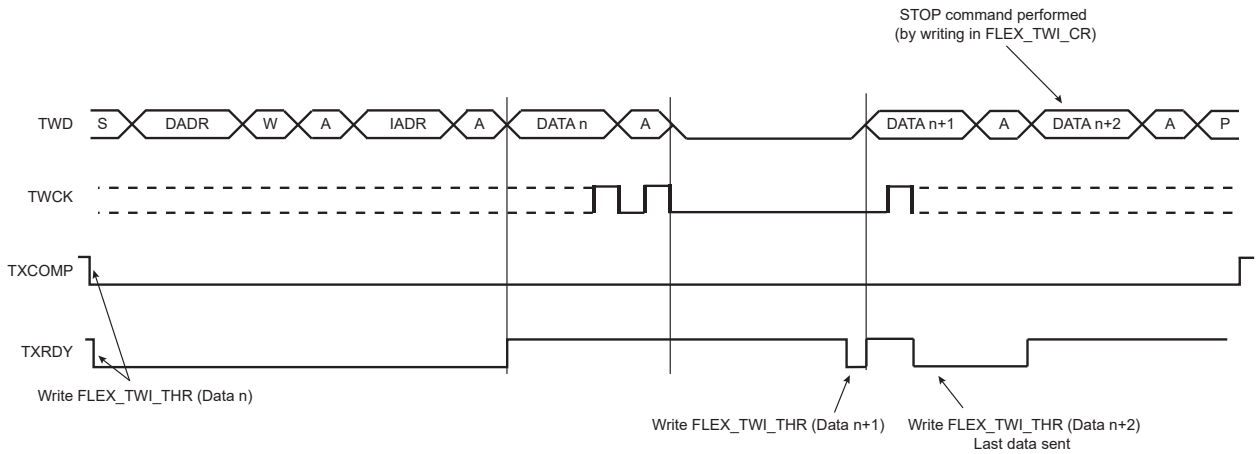 STOP command performed
(by writing in FLEX_TWI_CR)
TWD S DADR W A IADR A DATA n A DATA n+1 A DATA n+2 A P
TWCK
TXCOMP
TXRDY
Write FLEX_TWI_THR (Data n)
Write FLEX_TWI_THR (Data n+1) Write FLEX_TWI_THR (Data n+2)
Last data sent